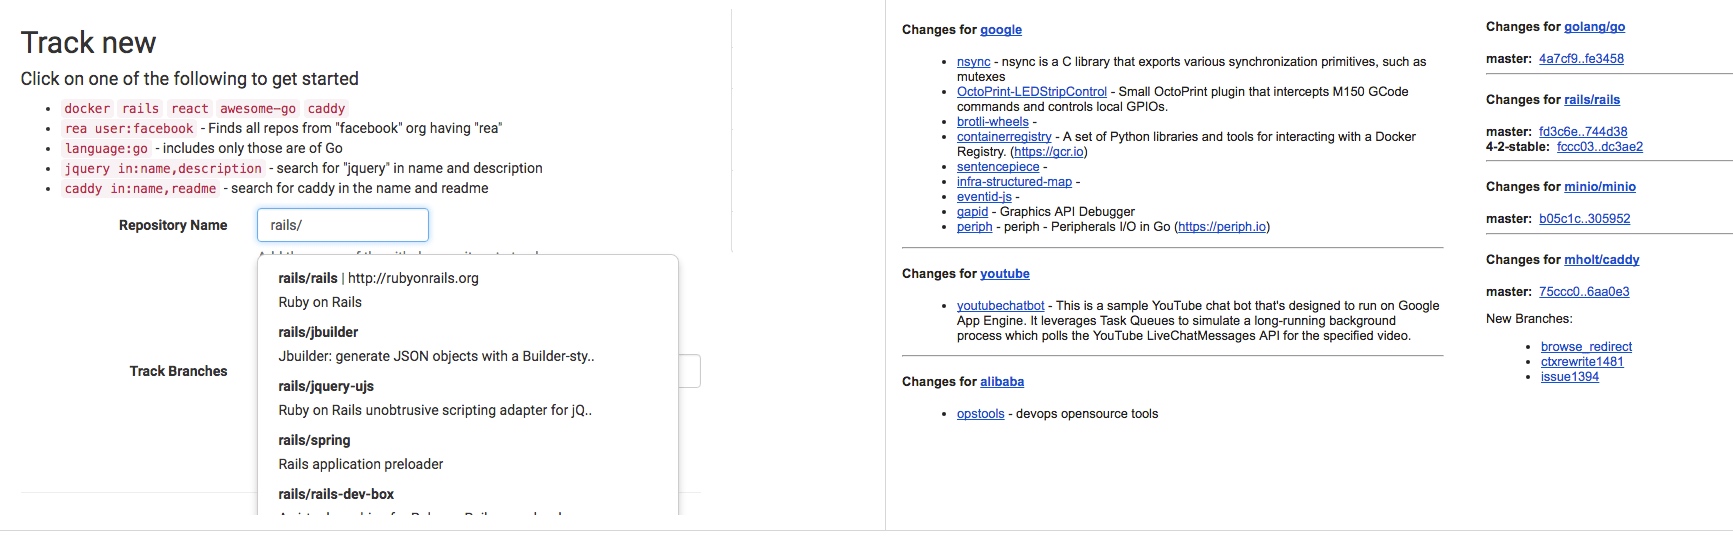 Track new
Click on one of the following to get started
docker rails react awesome-go caddy
rea user:facebook - Finds all repos from "facebook" org having "rea"
language:go - includes only those are of Go
jquery in:name,description - search for "jquery" in name and description
caddy in:name,readme - search for caddy in the name and readme
Repository Name
rails/
rails/rails | http://rubyonrails.org
Ruby on Rails
rails/jbuilder
Jbuilder: generate JSON objects with a Builder-sty..
Track Branches
rails/jquery-ujs
Ruby on Rails unobtrusive scripting adapter for jQ..
rails/spring
Rails application preloader
rails/rails-dev-box
Changes for google
nsync - nsync is a C library that exports various synchronization primitives, such as
mutexes
OctoPrint-LEDStripControl - Small OctoPrint plugin that intercepts M150 GCode
commands and controls local GPIOs.
brotli-wheels -
containerregistry - A set of Python libraries and tools for interacting with a Docker
Registry. (https://gcr.io)
sentencepiece -
infra-structured-map -
eventid-js -
gapid - Graphics API Debugger
periph - periph - Peripherals I/O in Go (https://periph.io)
Changes for youtube
youtubechatbot - This is a sample YouTube chat bot that's designed to run on Google
App Engine. It leverages Task Queues to simulate a long-running background
process which polls the YouTube LiveChatMessages API for the specified video.
Changes for alibaba
opstools - devops opensource tools
Changes for golang/go
master: 4a7cf9..fe3458
Changes for rails/rails
master: fd3c6e..744d38
4-2-stable: fccc03..dc3ae2
Changes for minio/minio
master: b05c1c..305952
Changes for mholt/caddy
master: 75ccc0..6aa0e3
New Branches:
browse_redirect
ctxrewrite1481
issue1394